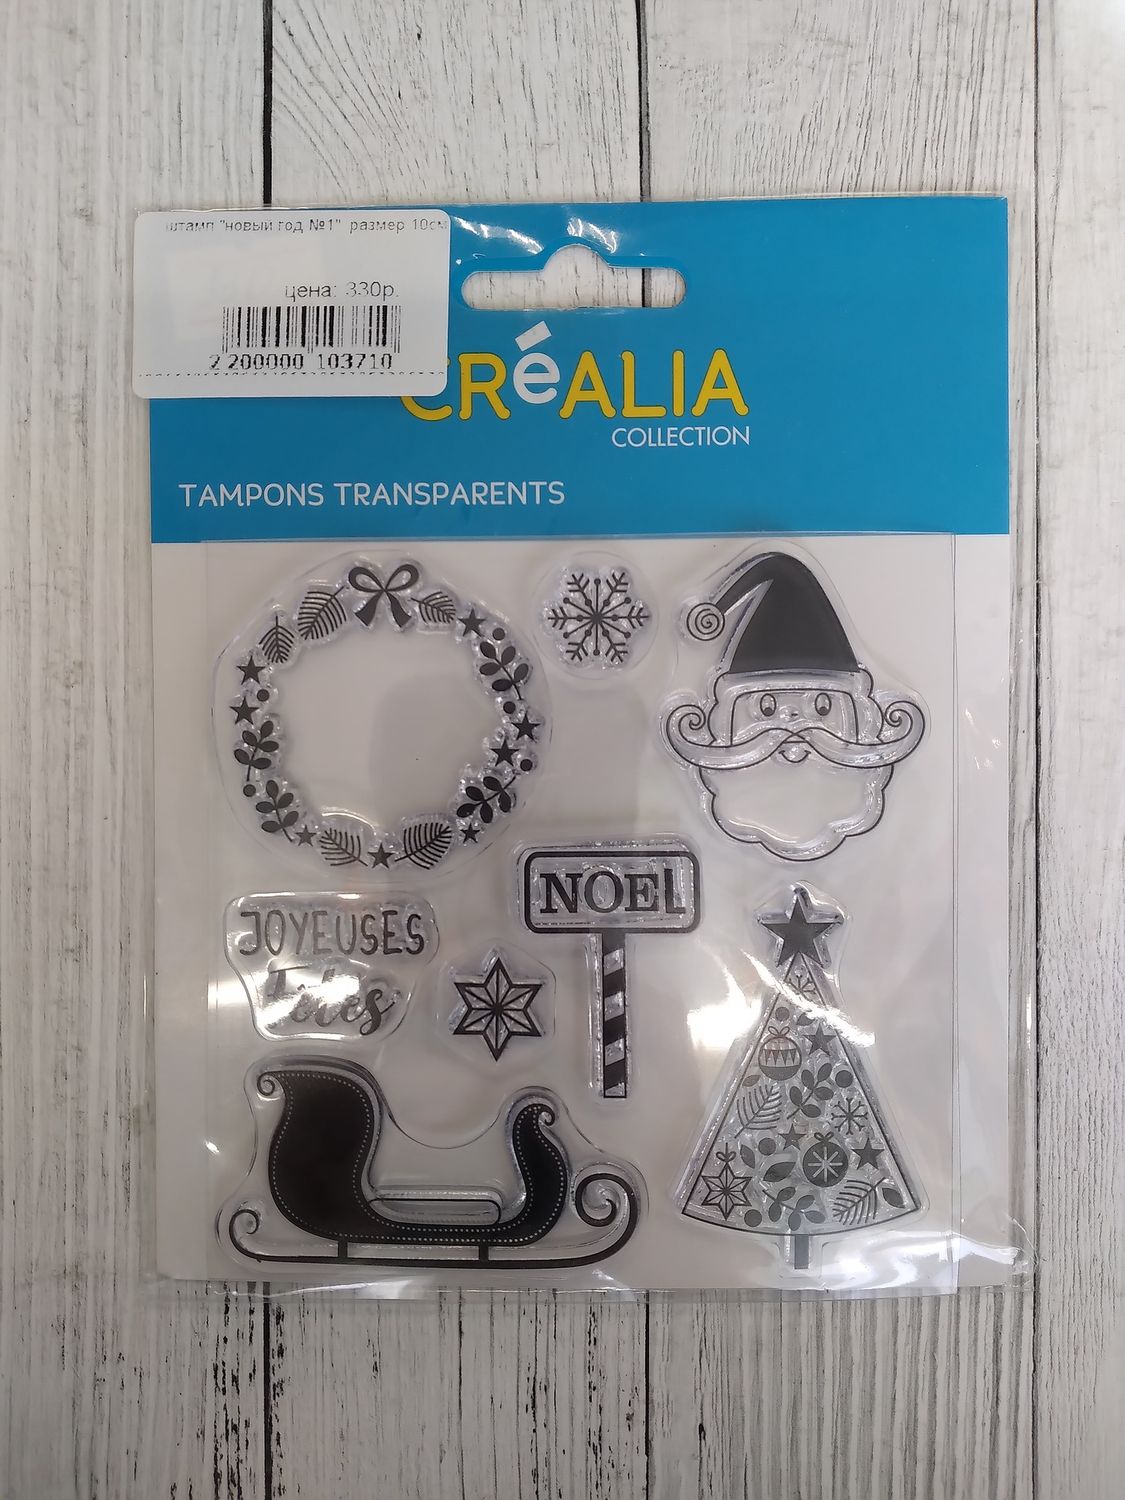 штамп "новый год №1" размер 10см
цена: 330р.
2 200000 103710
CRéALIA
COLLECTION
TAMPONS TRANSPARENTS
NOEL
JOYEUSES
Fêtes